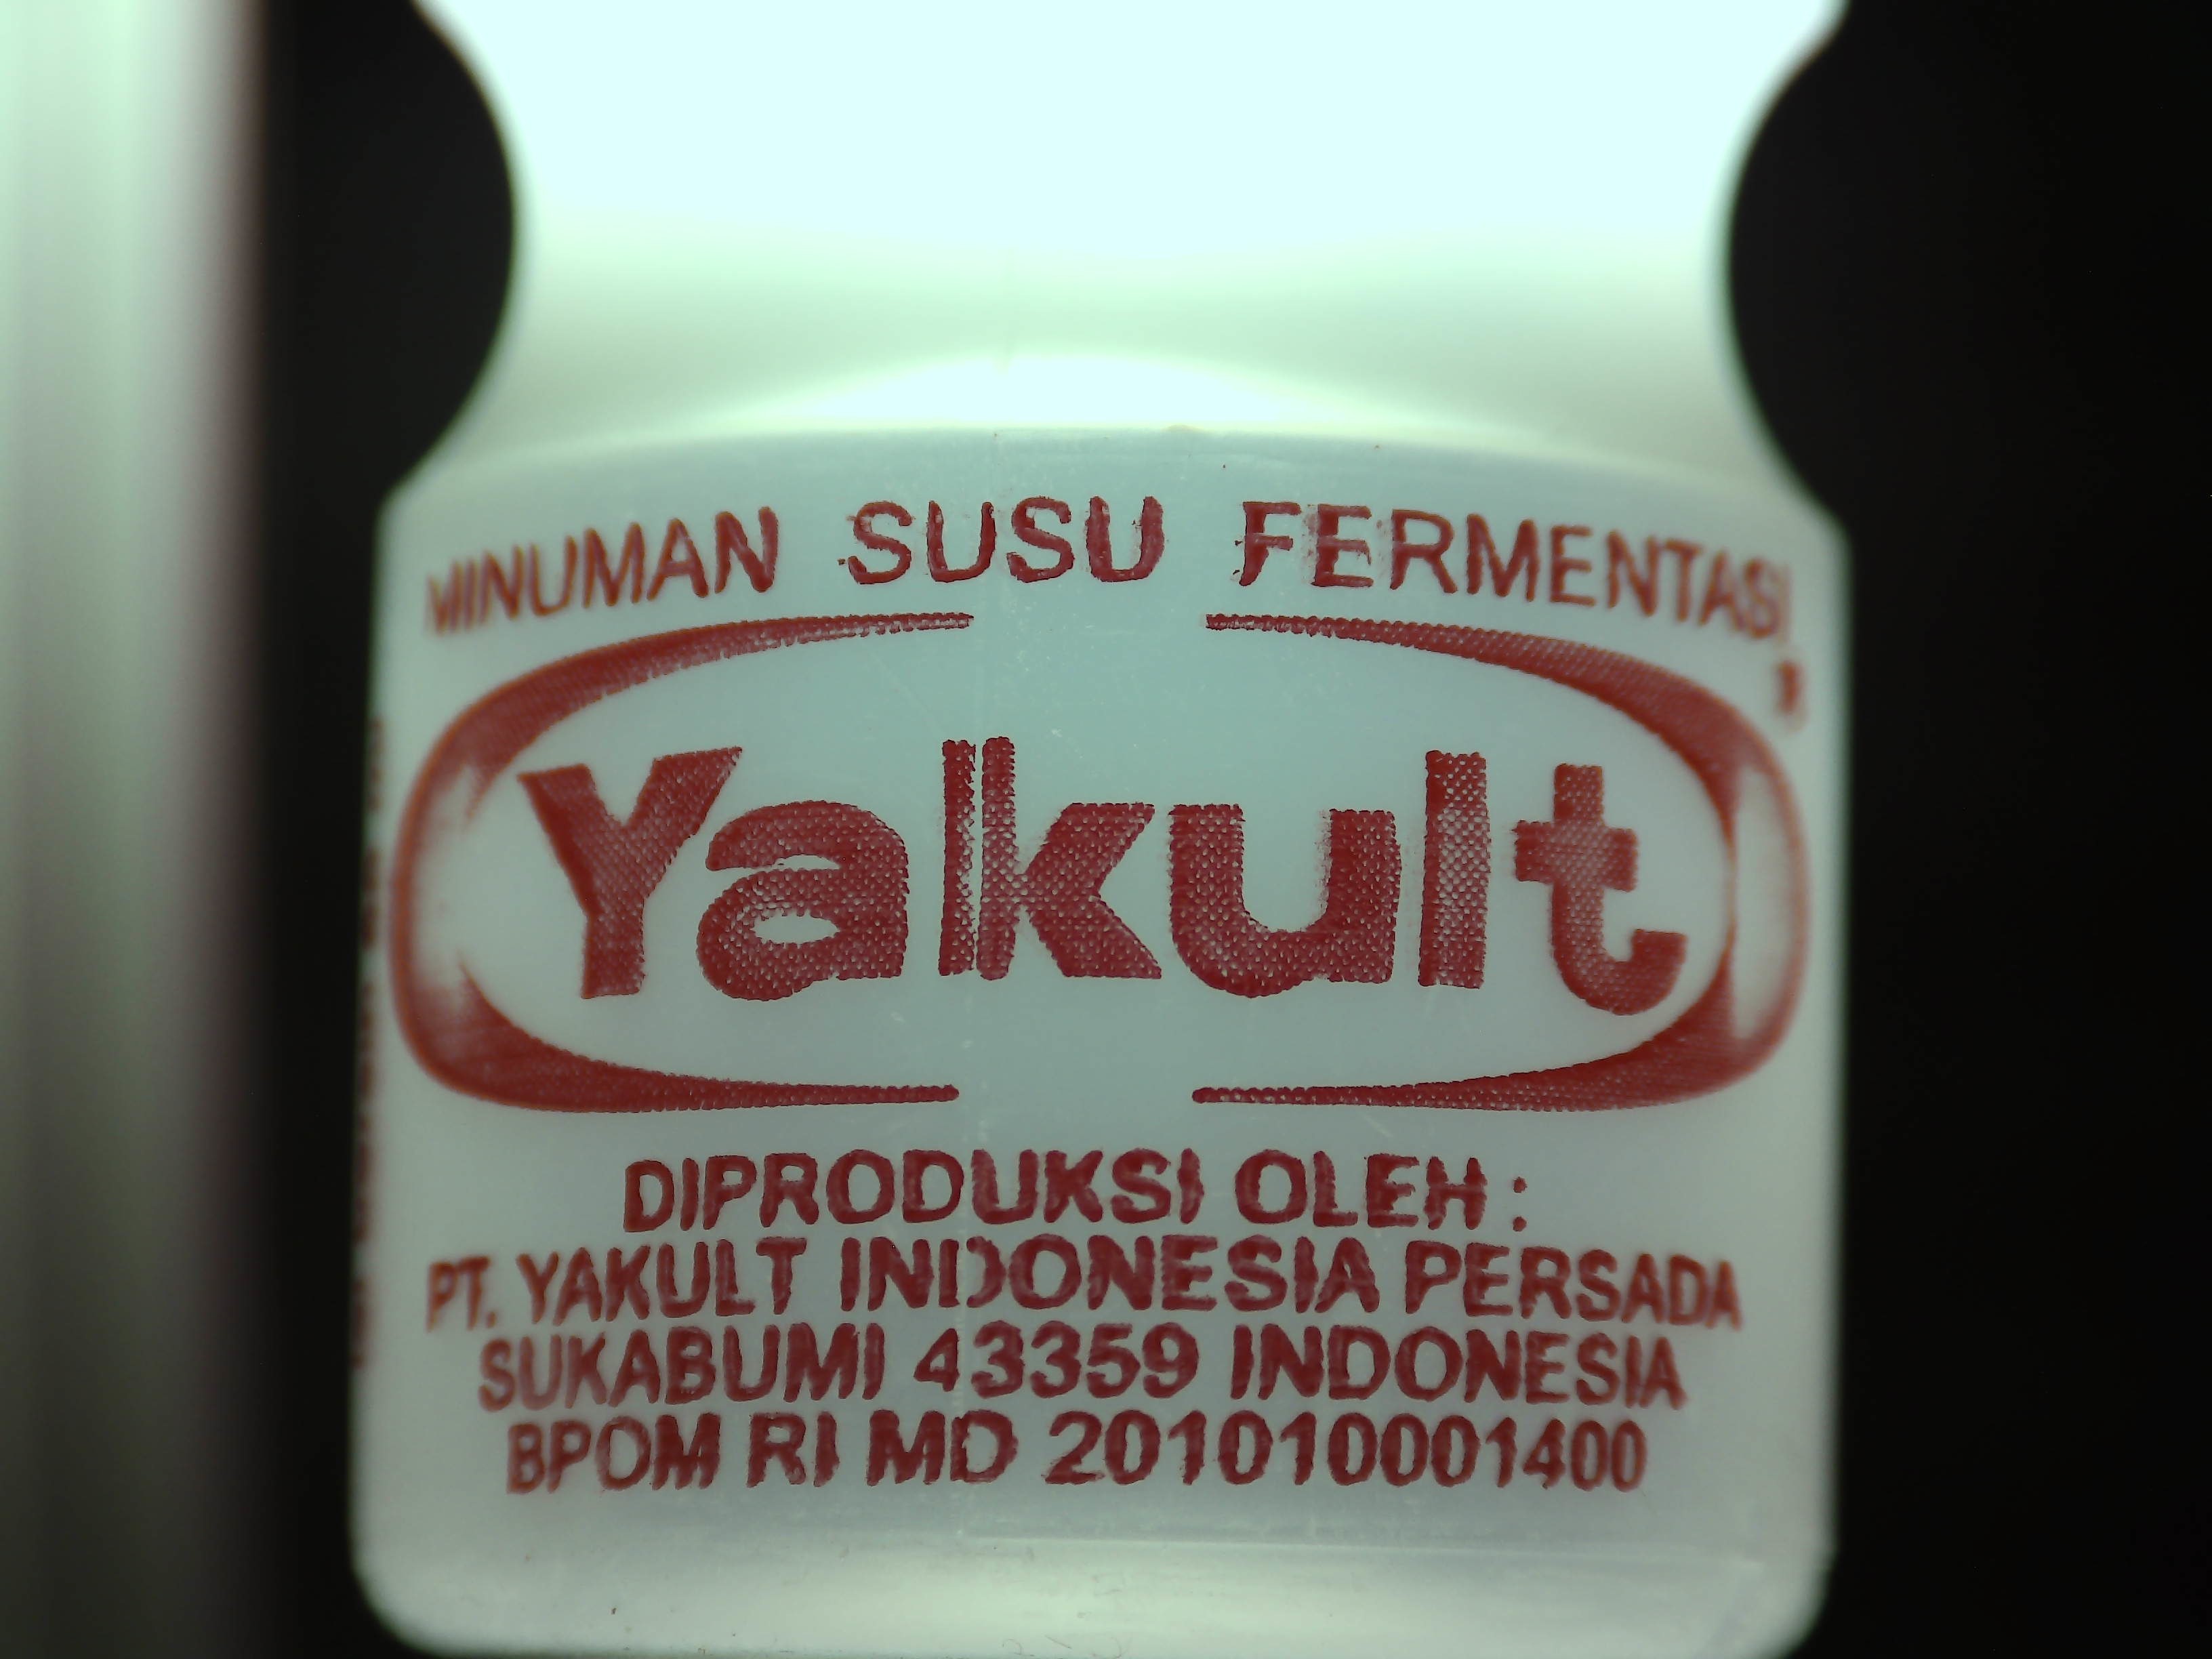 MINUMAN SUSU FERMENTASI
Yakult
DIPRODUKSI OLEH :
PT. YAKULT INDONESIA PERSADA
SUKABUMI 43359 INDONESIA
BPOM RI MD 201010001400